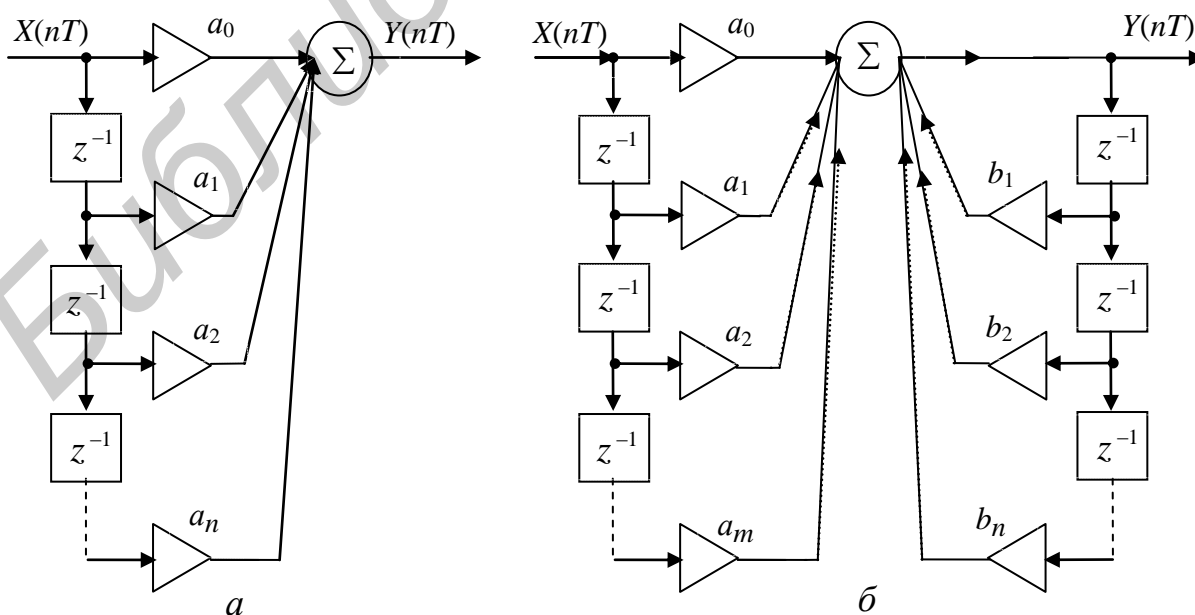 X(nT)
a₀
Σ
Y(nT)
z⁻¹
a₁
z⁻¹
a₂
z⁻¹
aₙ
а
X(nT)
a₀
Σ
Y(nT)
z⁻¹
z⁻¹
a₁
b₁
z⁻¹
z⁻¹
a₂
b₂
z⁻¹
z⁻¹
aₘ
bₙ
б
Библио